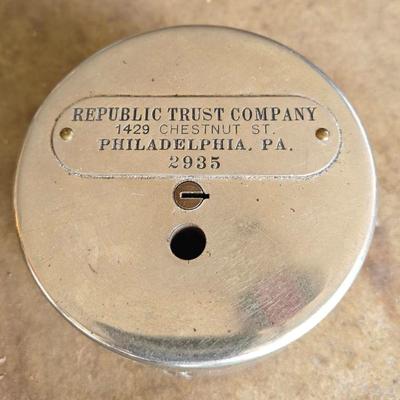 REPUBLIC TRUST COMPANY
1429 CHESTNUT ST.
PHILADELPHIA. PA.
2935